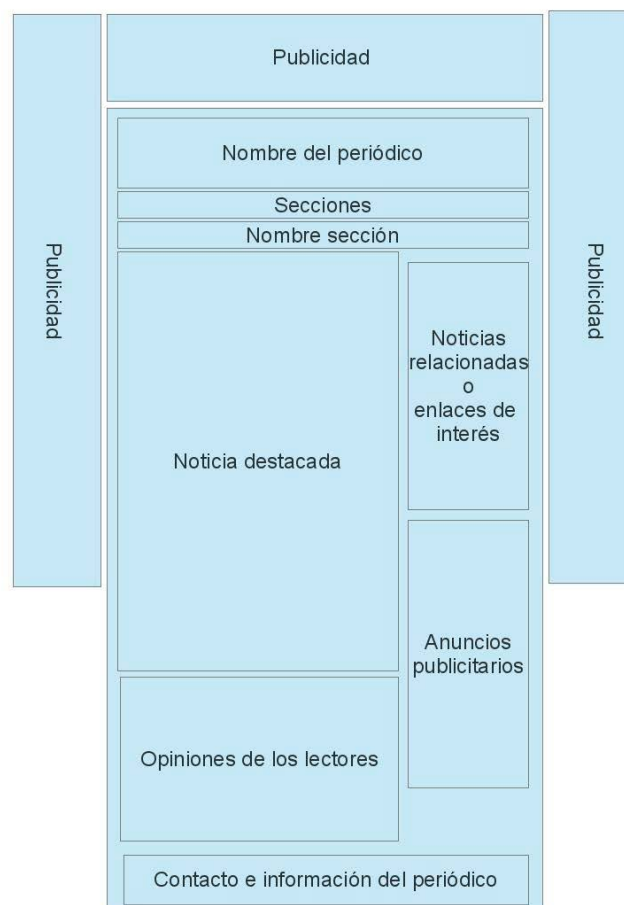 Publicidad
Publicidad
Publicidad
Nombre del periódico
Secciones
Nombre sección
Noticia destacada
Noticias
relacionadas
o
enlaces de
interés
Anuncios
publicitarios
Opiniones de los lectores
Contacto e información del periódico